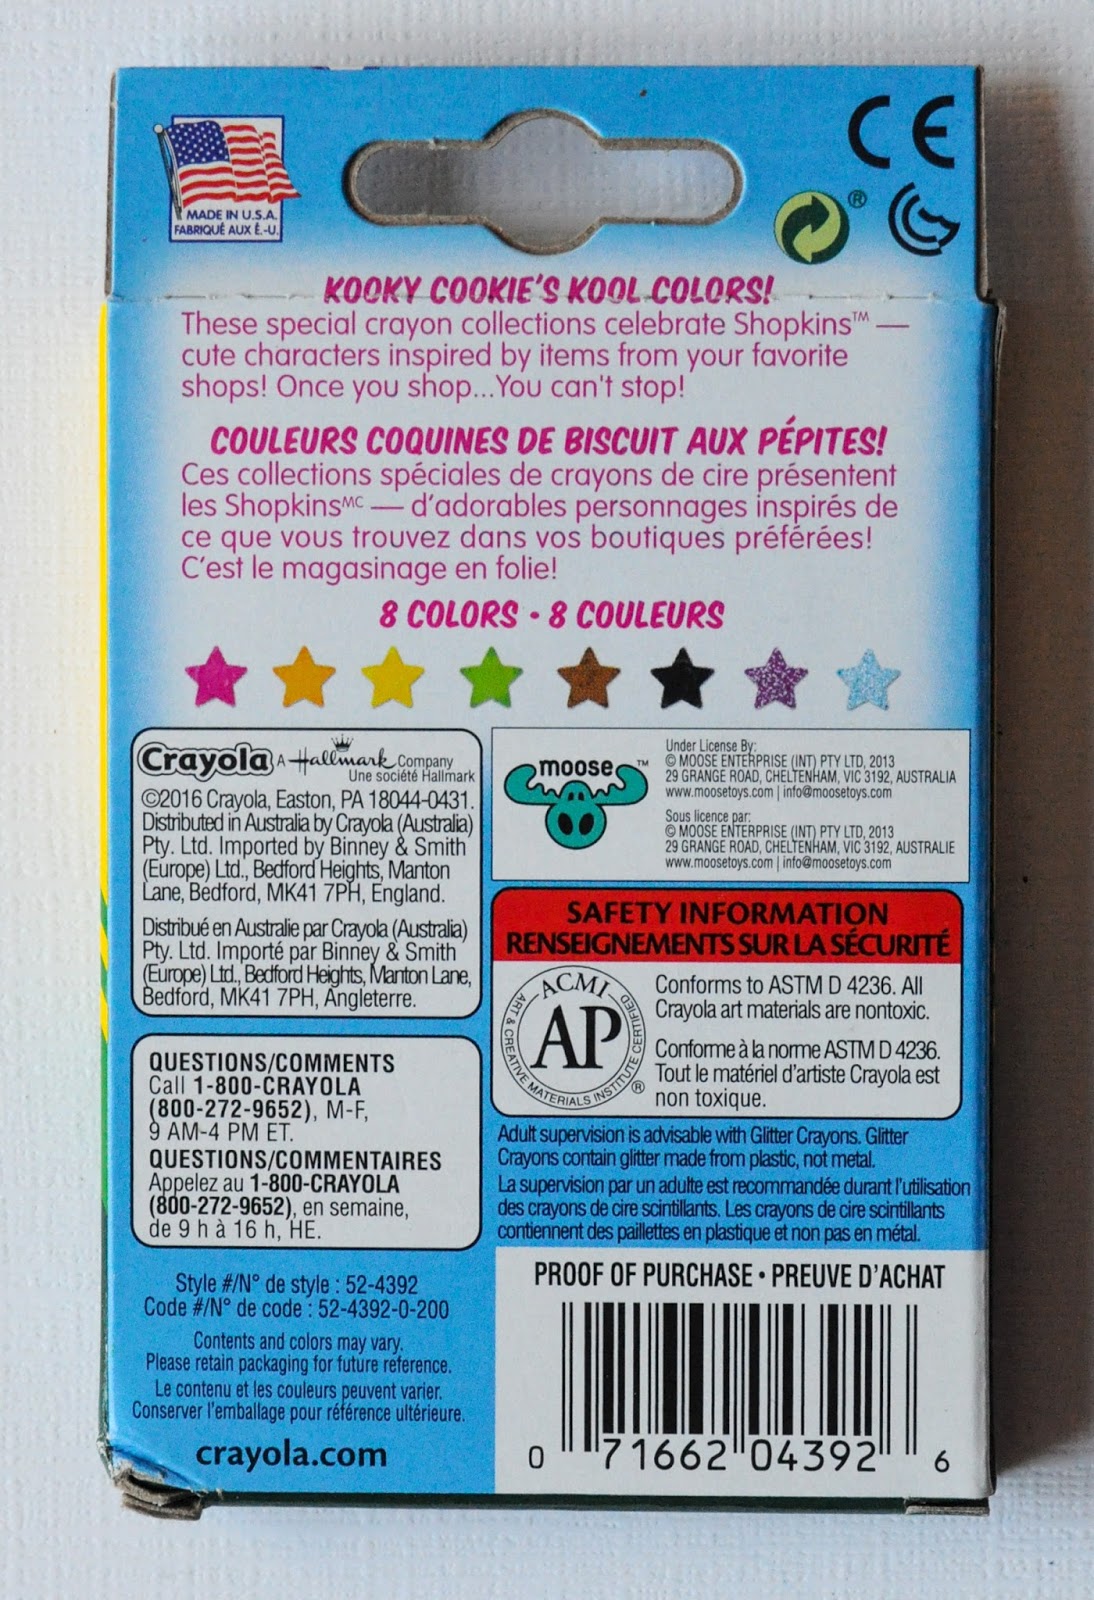 MADE IN U.S.A.
FABRIQUÉ AUX É.-U.
CE
®
KOOKY COOKIE'S KOOL COLORS!
These special crayon collections celebrate Shopkins™ —
cute characters inspired by items from your favorite
shops! Once you shop...You can't stop!
COULEURS COQUINES DE BISCUIT AUX PÉPITES!
Ces collections spéciales de crayons de cire présentent
les Shopkins MC — d'adorables personnages inspirés de
ce que vous trouvez dans vos boutiques préférées!
C'est le magasinage en folie!
8 COLORS • 8 COULEURS
Crayola A Hallmark Company
Une société Hallmark
©2016 Crayola, Easton, PA 18044-0431.
Distributed in Australia by Crayola (Australia)
Pty. Ltd. Imported by Binney & Smith
(Europe) Ltd., Bedford Heights, Manton
Lane, Bedford, MK41 7PH, England.
Distribué en Australie par Crayola (Australia)
Pty. Ltd. Importé par Binney & Smith
(Europe) Ltd., Bedford Heights, Manton Lane,
Bedford, MK41 7PH, Angleterre.
moose™
Under License By:
© MOOSE ENTERPRISE (INT) PTY LTD, 2013
29 GRANGE ROAD, CHELTENHAM, VIC 3192, AUSTRALIA
www.moosetoys.com | info@moosetoys.com
Sous licence par:
© MOOSE ENTERPRISE (INT) PTY LTD, 2013
29 GRANGE ROAD, CHELTENHAM, VIC 3192, AUSTRALIE
www.moosetoys.com | info@moosetoys.com
SAFETY INFORMATION
RENSEIGNEMENTS SUR LA SÉCURITÉ
ACMI
AP
ART & CREATIVE MATERIALS INSTITUTE CERTIFIED
®
Conforms to ASTM D 4236. All
Crayola art materials are nontoxic.
Conforme à la norme ASTM D 4236.
Tout le matériel d'artiste Crayola est
non toxique.
QUESTIONS/COMMENTS
Call 1-800-CRAYOLA
(800-272-9652), M-F,
9 AM-4 PM ET.
QUESTIONS/COMMENTAIRES
Appelez au 1-800-CRAYOLA
(800-272-9652), en semaine,
de 9 h à 16 h, HE.
Adult supervision is advisable with Glitter Crayons. Glitter
Crayons contain glitter made from plastic, not metal.
La supervision par un adulte est recommandée durant l'utilisation
des crayons de cire scintillants. Les crayons de cire scintillants
contiennent des paillettes en plastique et non pas en métal.
Style #/N° de style : 52-4392
Code #/N° de code : 52-4392-0-200
Contents and colors may vary.
Please retain packaging for future reference.
Le contenu et les couleurs peuvent varier.
Conserver l'emballage pour référence ultérieure.
crayola.com
PROOF OF PURCHASE • PREUVE D'ACHAT
0 71662 04392 6